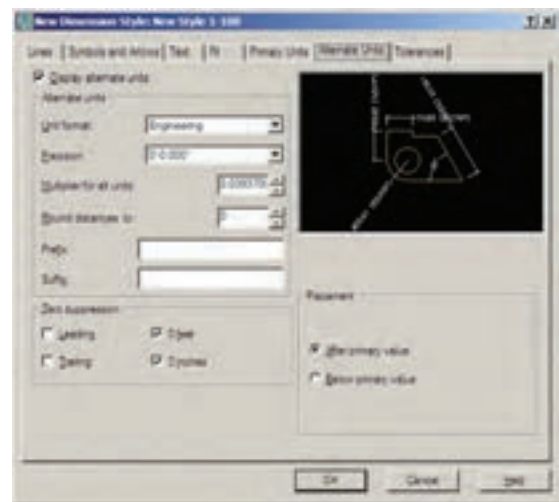 New Dimension Style: New Style 1-100
Lines Symbols and Arrows Text Fit Primary Units Alternate Units Tolerances
Display alternate units
Alternate units
Unit format: Engineering
Precision 0'-0.000"
Multiplier for alt units:
Round distances to: 0
Prefix:
Suffix:
Zero suppression
Leading 0 feet
Trailing 0 inches
Placement
After primary value
Below primary value
OK Cancel Help